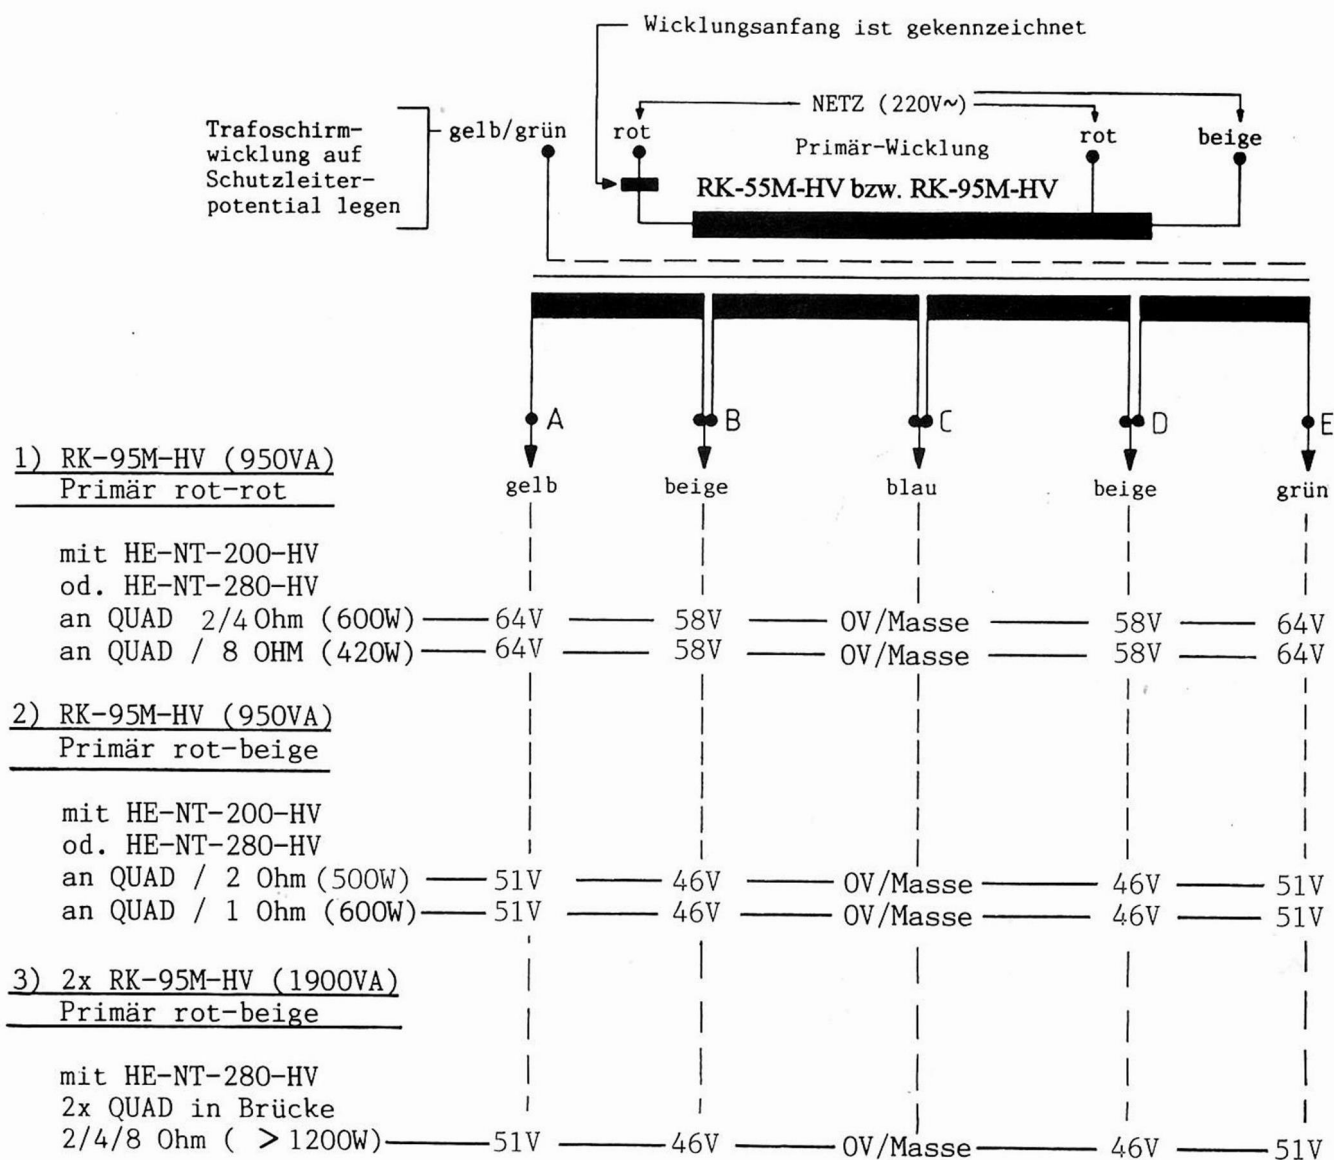 Wicklungsanfang ist gekennzeichnet
NETZ (220V~)
Trafoschirm-
wicklung auf
Schutzleiter-
potential legen
gelb/grün
rot
rot
beige
Primär-Wicklung
RK-55M-HV bzw. RK-95M-HV
A B C D E
1) RK-95M-HV (950VA)
Primär rot-rot
gelb beige blau beige grün
mit HE-NT-200-HV
od. HE-NT-280-HV
an QUAD 2/4 Ohm (600W) 64V 58V 0V/Masse 58V 64V
an QUAD / 8 OHM (420W) 64V 58V 0V/Masse 58V 64V
2) RK-95M-HV (950VA)
Primär rot-beige
mit HE-NT-200-HV
od. HE-NT-280-HV
an QUAD / 2 Ohm (500W) 51V 46V 0V/Masse 46V 51V
an QUAD / 1 Ohm (600W) 51V 46V 0V/Masse 46V 51V
3) 2x RK-95M-HV (1900VA)
Primär rot-beige
mit HE-NT-280-HV
2x QUAD in Brücke
2/4/8 Ohm ( > 1200W) 51V 46V 0V/Masse 46V 51V